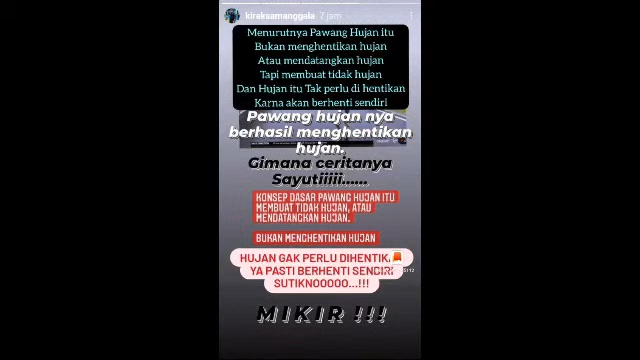 kireksamanggala 7 jam
Menurutnya Pawang Hujan itu
Bukan menghentikan hujan
Atau mendatangkan hujan
Tapi membuat tidak hujan
Dan Hujan itu Tak perlu di hentikan
Karna akan berhenti sendiri
Pawang hujan nya
berhasil menghentikan
hujan.
Gimana ceritanya
Sayutiiiii......
KONSEP DASAR PAWANG HUJAN ITU
MEMBUAT TIDAK HUJAN, ATAU
MENDATANGKAN HUJAN.
BUKAN MENGHENTIKAN HUJAN
HUJAN GAK PERLU
YA PASTI BERHENTI SENDIRI
SUTIKNOOOOO...!!!
MIKIR !!!